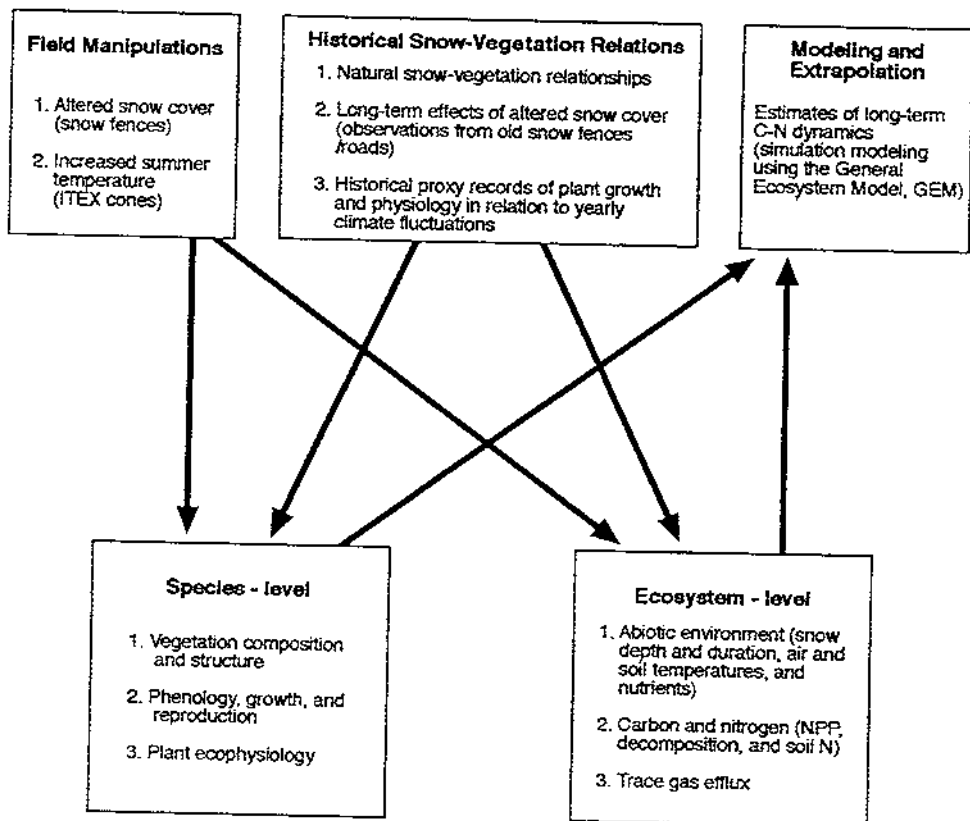 Field Manipulations
1. Altered snow cover
(snow fences)
2. Increased summer
temperature
(ITEX cones)
Historical Snow-Vegetation Relations
1. Natural snow-vegetation relationships
2. Long-term effects of altered snow cover
(observations from old snow fences
/roads)
3. Historical proxy records of plant growth
and physiology in relation to yearly
climate fluctuations
Modeling and
Extrapolation
Estimates of long-term
C-N dynamics
(simulation modeling
using the General
Ecosystem Model, GEM)
Species - level
1. Vegetation composition
and structure
2. Phenology, growth, and
reproduction
3. Plant ecophysiology
Ecosystem - level
1. Abiotic environment (snow
depth and duration, air and
soil temperatures, and
nutrients)
2. Carbon and nitrogen (NPP,
decomposition, and soil N)
3. Trace gas efflux